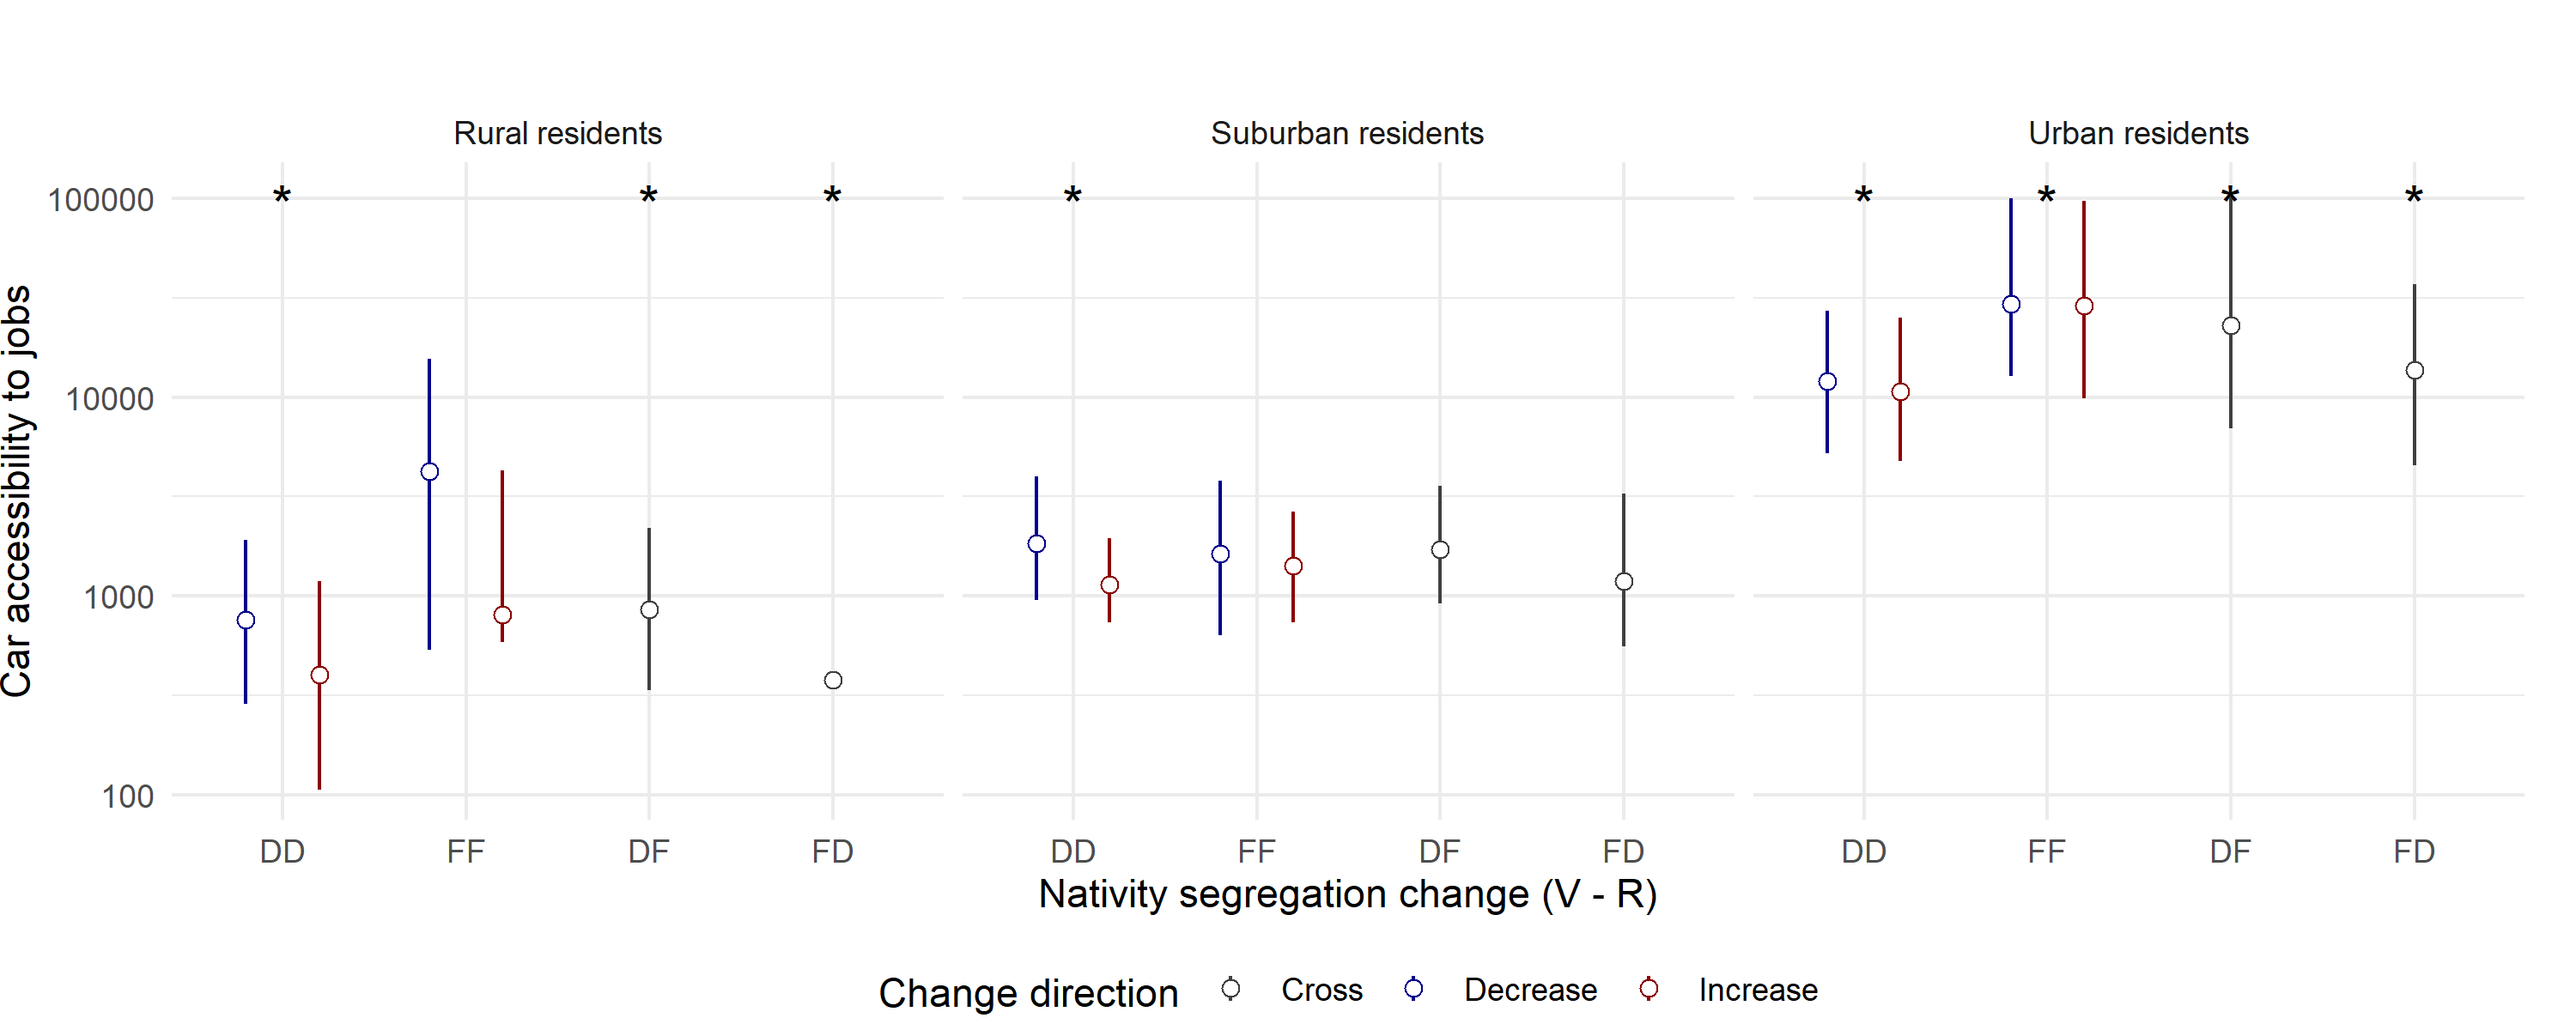 Rural residents
Suburban residents
Urban residents
* * * * * * * *
100000
10000
1000
100
Car accessibility to jobs
DD FF DF FD
DD FF DF FD
DD FF DF FD
Nativity segregation change (V - R)
Change direction Cross Decrease Increase